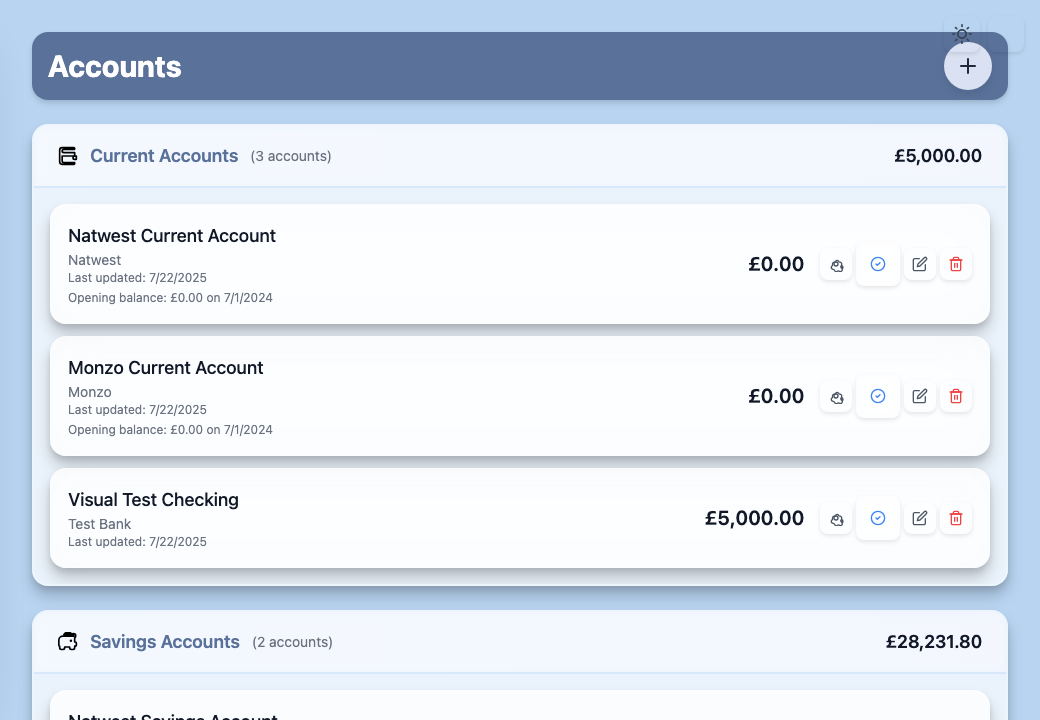 Accounts
Current Accounts (3 accounts) £5,000.00
Natwest Current Account
Natwest
Last updated: 7/22/2025
Opening balance: £0.00 on 7/1/2024
£0.00
Monzo Current Account
Monzo
Last updated: 7/22/2025
Opening balance: £0.00 on 7/1/2024
£0.00
Visual Test Checking
Test Bank
Last updated: 7/22/2025
£5,000.00
Savings Accounts (2 accounts) £28,231.80
Natwest Savings Account